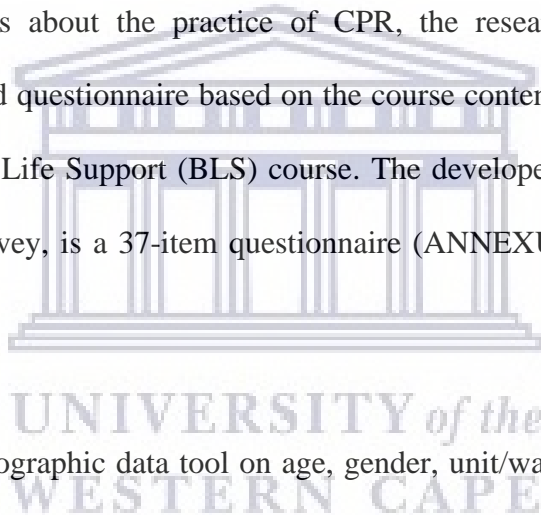 s about the practice of CPR, the resea
d questionnaire based on the course conten
Life Support (BLS) course. The develope
vey, is a 37-item questionnaire (ANNEXU
UNIVERSITY of the
ographic data tool on age, gender, unit/wa
WESTERN CAPE